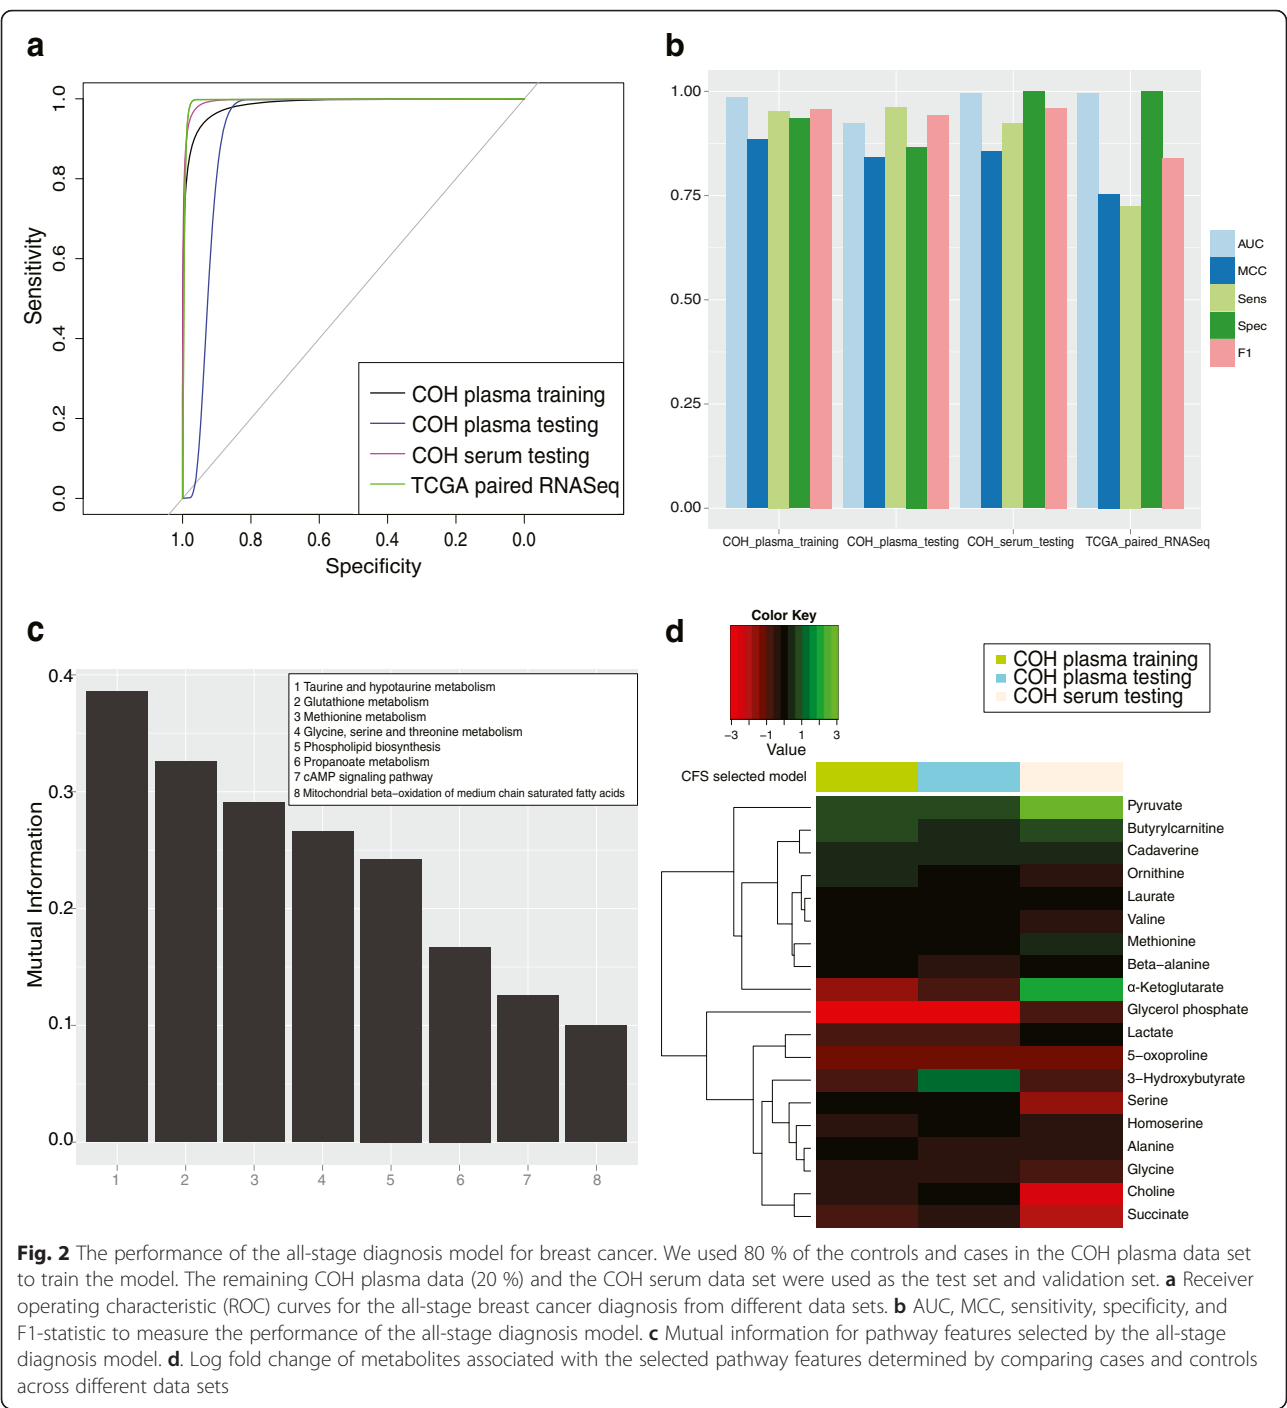 a
1.0
0.8
0.6
0.4
0.2
0.0
Sensitivity
COH plasma training
COH plasma testing
COH serum testing
TCGA paired RNASeq
1.0 0.8 0.6 0.4 0.2 0.0
Specificity
b
1.00
0.75
0.50
0.25
0.00
COH_plasma_training COH_plasma_testing COH_serum_testing TCGA_paired_RNASeq
AUC
MCC
Sens
Spec
F1
c
0.4
0.3
0.2
0.1
0.0
Mutual Information
1 Taurine and hypotaurine metabolism
2 Glutathione metabolism
3 Methionine metabolism
4 Glycine, serine and threonine metabolism
5 Phospholipid biosynthesis
6 Propanoate metabolism
7 cAMP signaling pathway
8 Mitochondrial beta−oxidation of medium chain saturated fatty acids
1 2 3 4 5 6 7 8
d
Color Key
−3 −1 1 3
Value
COH plasma training
COH plasma testing
COH serum testing
CFS selected model
Pyruvate
Butyrylcarnitine
Cadaverine
Ornithine
Laurate
Valine
Methionine
Beta−alanine
α-Ketoglutarate
Glycerol phosphate
Lactate
5−oxoproline
3−Hydroxybutyrate
Serine
Homoserine
Alanine
Glycine
Choline
Succinate
Fig. 2 The performance of the all-stage diagnosis model for breast cancer. We used 80 % of the controls and cases in the COH plasma data set
to train the model. The remaining COH plasma data (20 %) and the COH serum data set were used as the test set and validation set. a Receiver
operating characteristic (ROC) curves for the all-stage breast cancer diagnosis from different data sets. b AUC, MCC, sensitivity, specificity, and
F1-statistic to measure the performance of the all-stage diagnosis model. c Mutual information for pathway features selected by the all-stage
diagnosis model. d. Log fold change of metabolites associated with the selected pathway features determined by comparing cases and controls
across different data sets